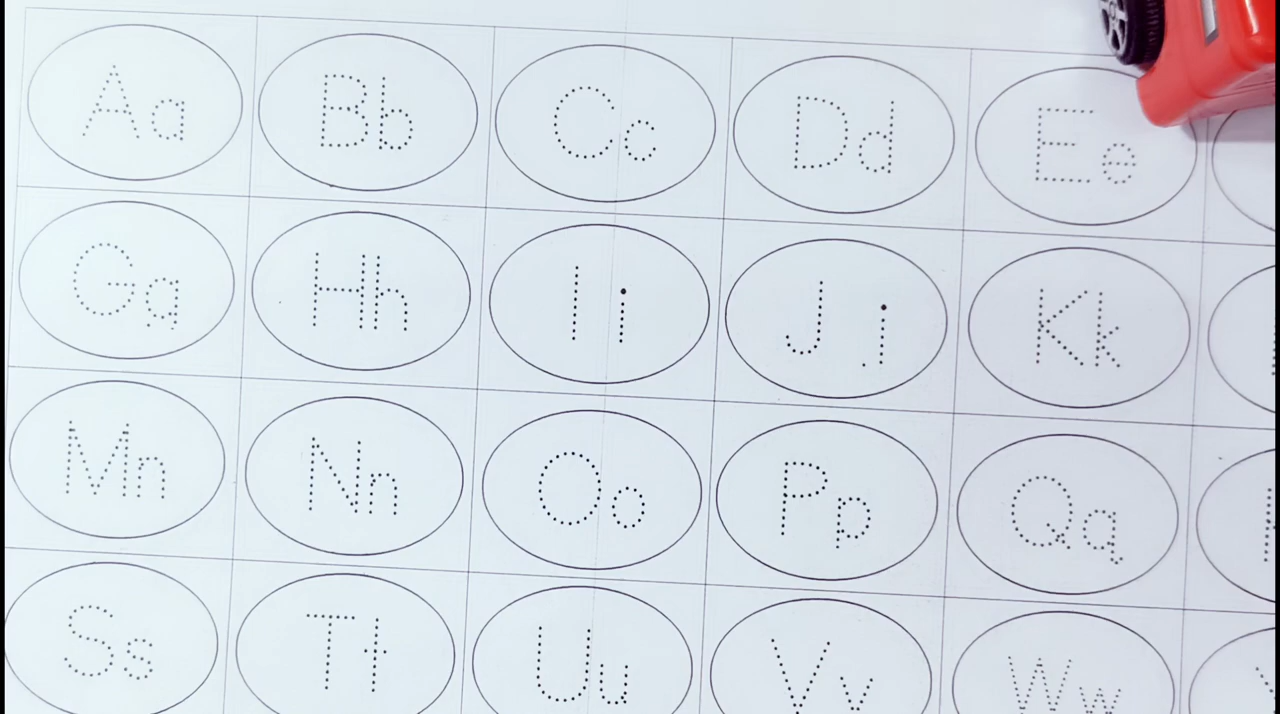 Aa Bb Cc Dd Ee
Gg Hh Ii Jj Kk
Mn Nn Oo Pp Qq
Ss Tt Uu Vv Ww